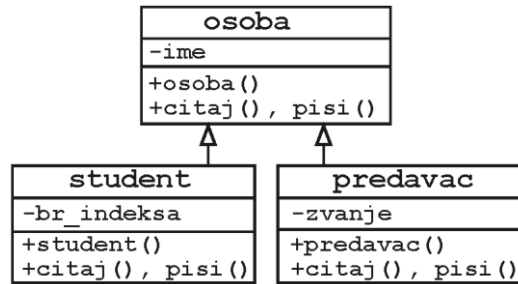 osoba
-ime
+osoba()
+citaj(), pisi()
student
-br_indeksa
+student()
+citaj(), pisi()
predavac
-zvanje
+predavac()
+citaj(), pisi()